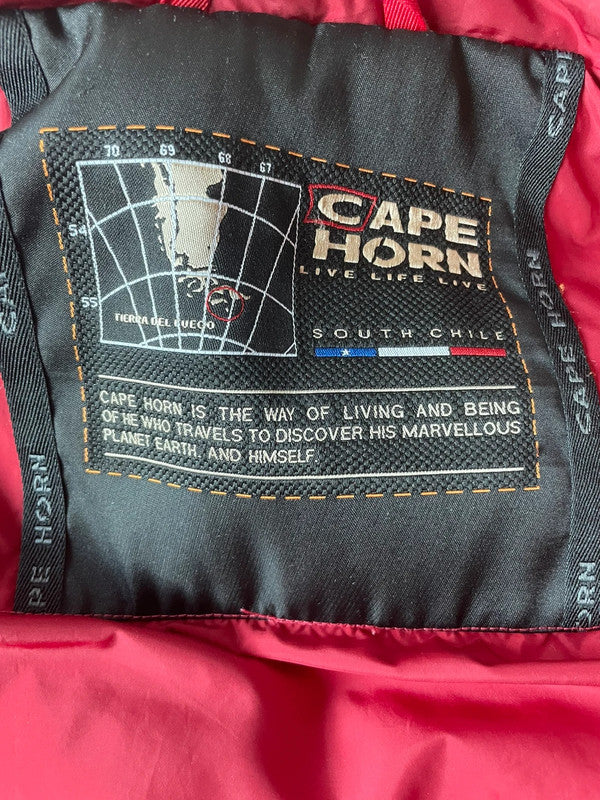 70 69 68 67
54
55
TIERRA DEL FUEGO
CAPE
HORN
LIVE LIFE LIVE
SOUTH CHILE
CAPE HORN IS THE WAY OF LIVING AND BEING
OF HE WHO TRAVELS TO DISCOVER HIS MARVELLOUS
PLANET EARTH, AND HIMSELF
CAPE
CAPE HORN
HORN
CAPE HORN